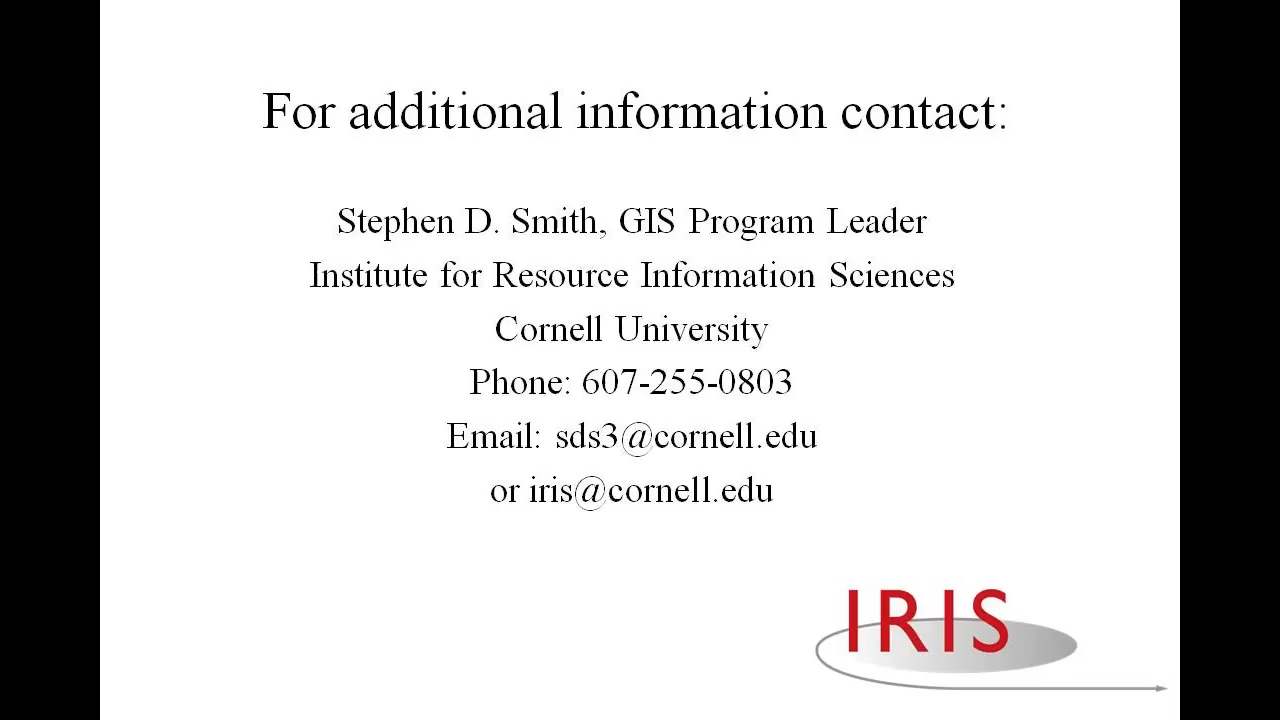 For additional information contact:
Stephen D. Smith, GIS Program Leader
Institute for Resource Information Sciences
Cornell University
Phone: 607-255-0803
Email: sds3@cornell.edu
or iris@cornell.edu
IRIS